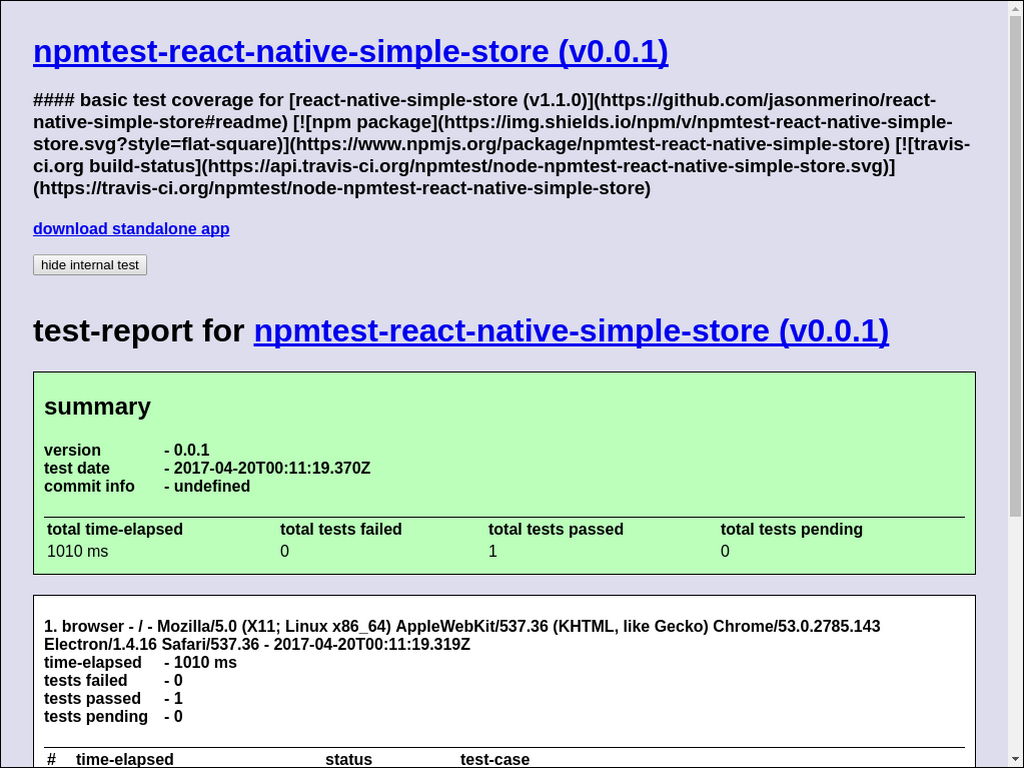 npmtest-react-native-simple-store (v0.0.1)
#### basic test coverage for [react-native-simple-store (v1.1.0)](https://github.com/jasonmerino/react-
native-simple-store#readme) [![npm package](https://img.shields.io/npm/v/npmtest-react-native-simple-
store.svg?style=flat-square)](https://www.npmjs.org/package/npmtest-react-native-simple-store) [![travis-
ci.org build-status](https://api.travis-ci.org/npmtest/node-npmtest-react-native-simple-store.svg)]
(https://travis-ci.org/npmtest/node-npmtest-react-native-simple-store)
download standalone app
hide internal test
test-report for npmtest-react-native-simple-store (v0.0.1)
summary
version - 0.0.1
test date - 2017-04-20T00:11:19.370Z
commit info - undefined
total time-elapsed total tests failed total tests passed total tests pending
1010 ms 0 1 0
1. browser - / - Mozilla/5.0 (X11; Linux x86_64) AppleWebKit/537.36 (KHTML, like Gecko) Chrome/53.0.2785.143
Electron/1.4.16 Safari/537.36 - 2017-04-20T00:11:19.319Z
time-elapsed - 1010 ms
tests failed - 0
tests passed - 1
tests pending - 0
# time-elapsed status test-case